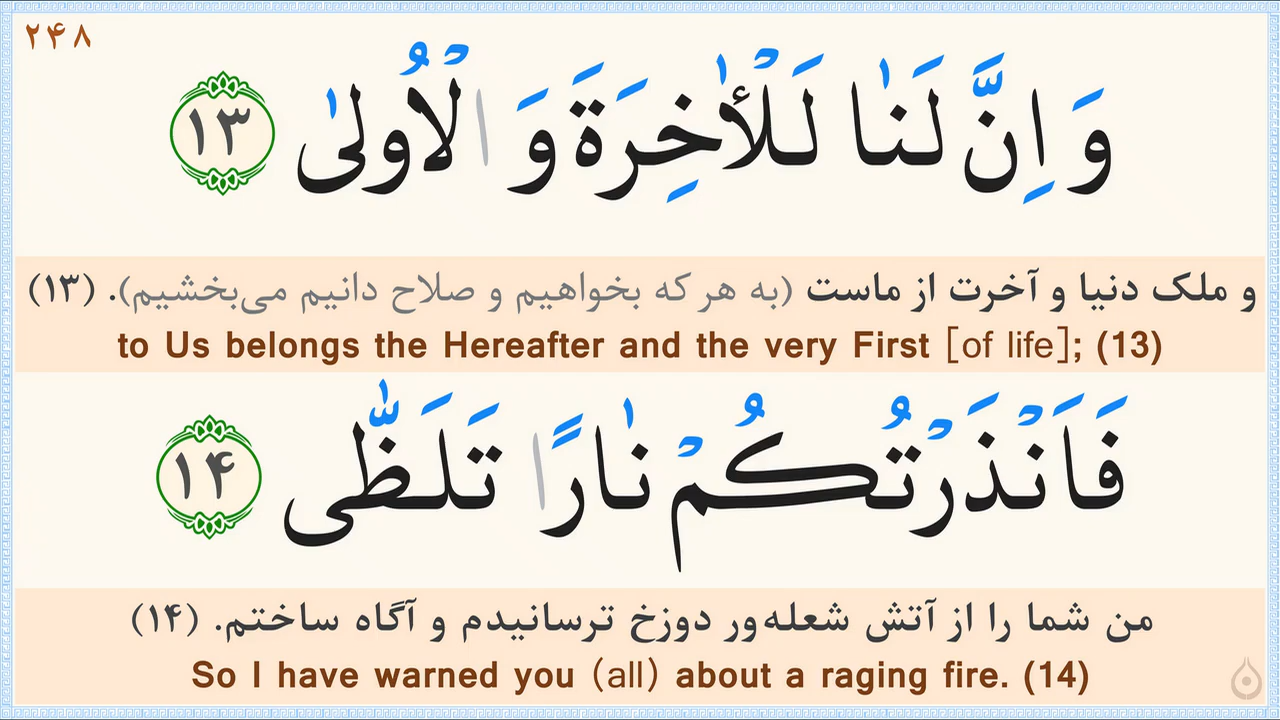 ۲۴۸
وَ اِنَّ لَنٰا لَلْأٰخِرَةَ وَ الْاُولىٰ ۱۳
و ملک دنیا و آخرت از ماست (به هر که بخواهیم و صلاح دانیم می‌بخشیم). (۱۳)
to Us belongs the Hereafter and the very First [of life]; (13)
فَاَنْذَرْتُكُمْ نٰارًا تَلَظّٰى ۱۴
من شما را از آتش شعله‌ور دوزخ ترسانیدم و آگاه ساختم. (۱۴)
So I have warned you (all) about a raging fire. (14)